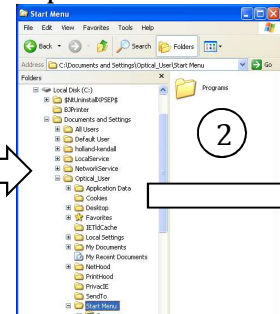 Start Menu
File Edit View Favorites Tools Help
Back Search Folders
Address C:\Documents and Settings\Optical_User\Start Menu Go
Folders
Local Disk (C:)
$NtUninstallXPSEP$
BJPrinter
Documents and Settings
All Users
Default User
holland-kendall
LocalService
NetworkService
Optical_User
Application Data
Cookies
Desktop
Favorites
IETldCache
Local Settings
My Documents
My Recent Documents
NetHood
PrintHood
PrivacIE
SendTo
Start Menu
Programs
2